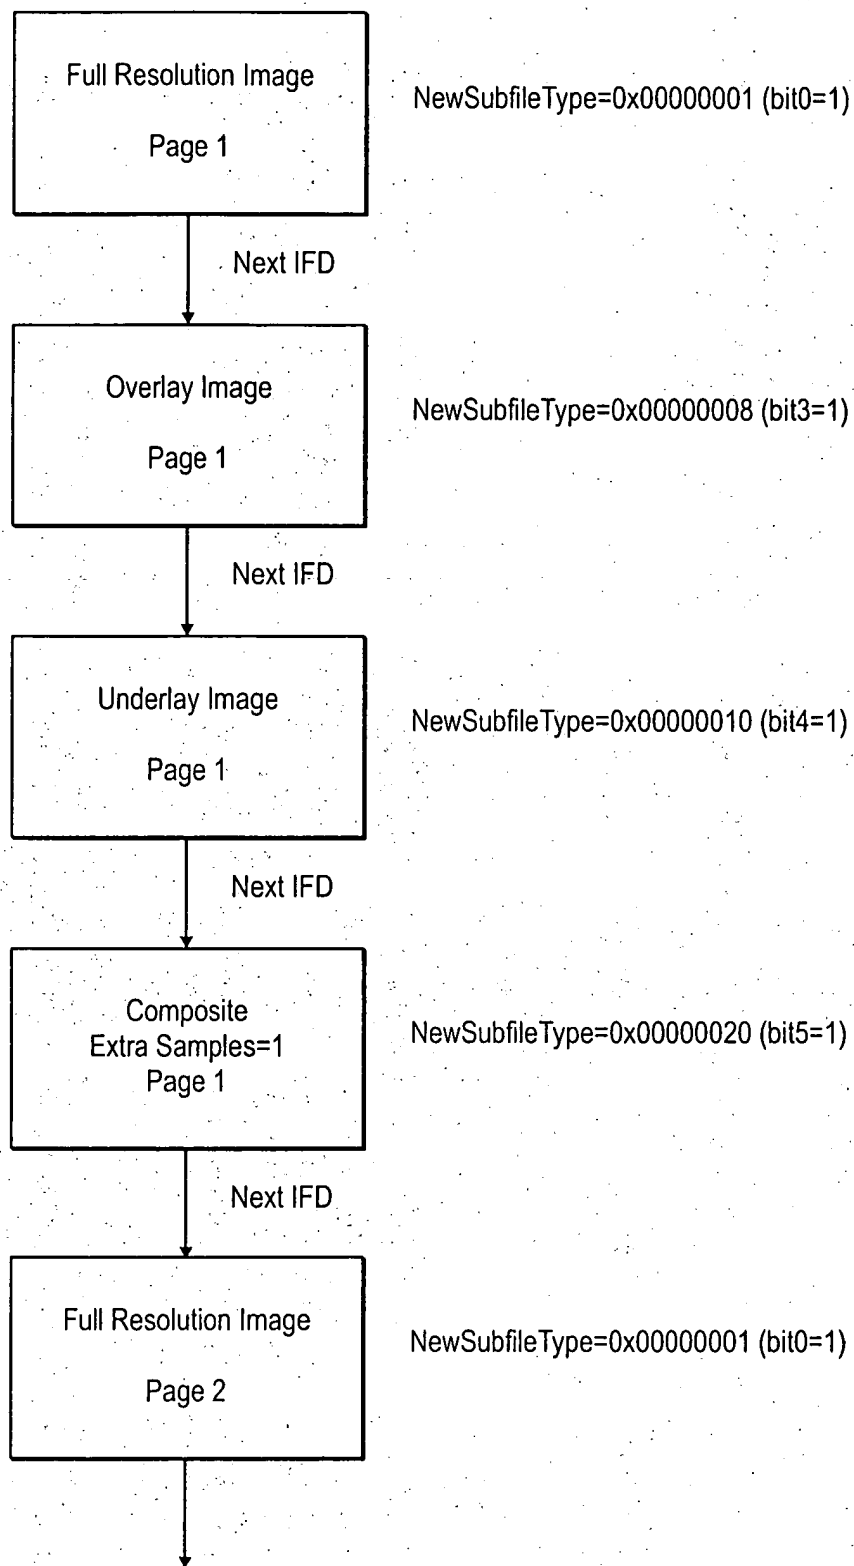 Full Resolution Image
Page 1
NewSubfileType=0x00000001 (bit0=1)
Next IFD
Overlay Image
Page 1
NewSubfileType=0x00000008 (bit3=1)
Next IFD
Underlay Image
Page 1
NewSubfileType=0x00000010 (bit4=1)
Next IFD
Composite
Extra Samples=1
Page 1
NewSubfileType=0x00000020 (bit5=1)
Next IFD
Full Resolution Image
Page 2
NewSubfileType=0x00000001 (bit0=1)